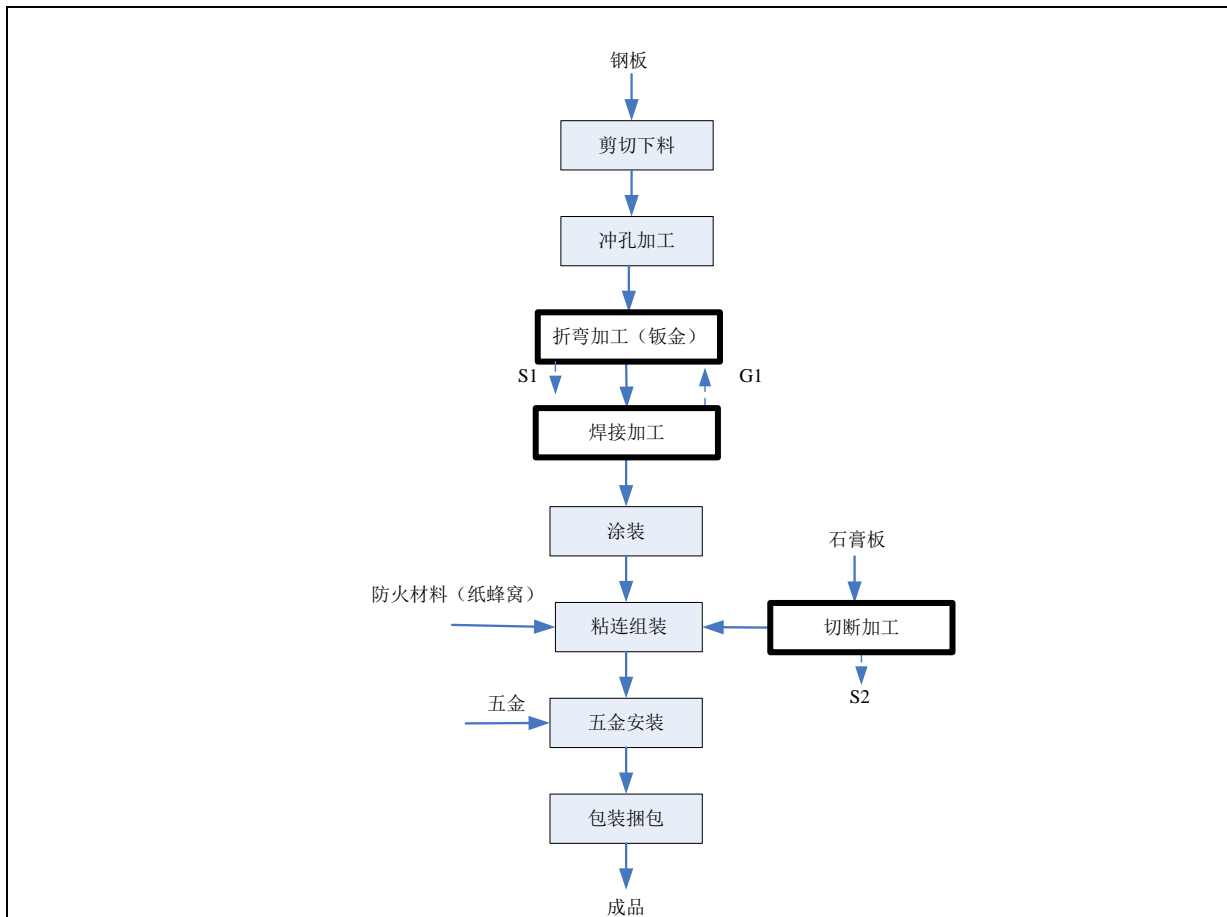 钢板
剪切下料
冲孔加工
折弯加工（钣金）
S1
G1
焊接加工
涂装
石膏板
防火材料（纸蜂窝）
粘连组装
切断加工
S2
五金
五金安装
包装捆包
成品